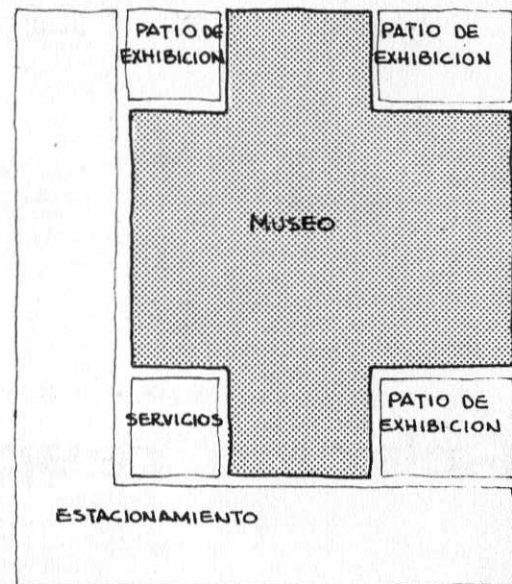 PATIO DE
EXHIBICION
PATIO DE
EXHIBICION
MUSEO
SERVICIOS
PATIO DE
EXHIBICION
ESTACIONAMIENTO